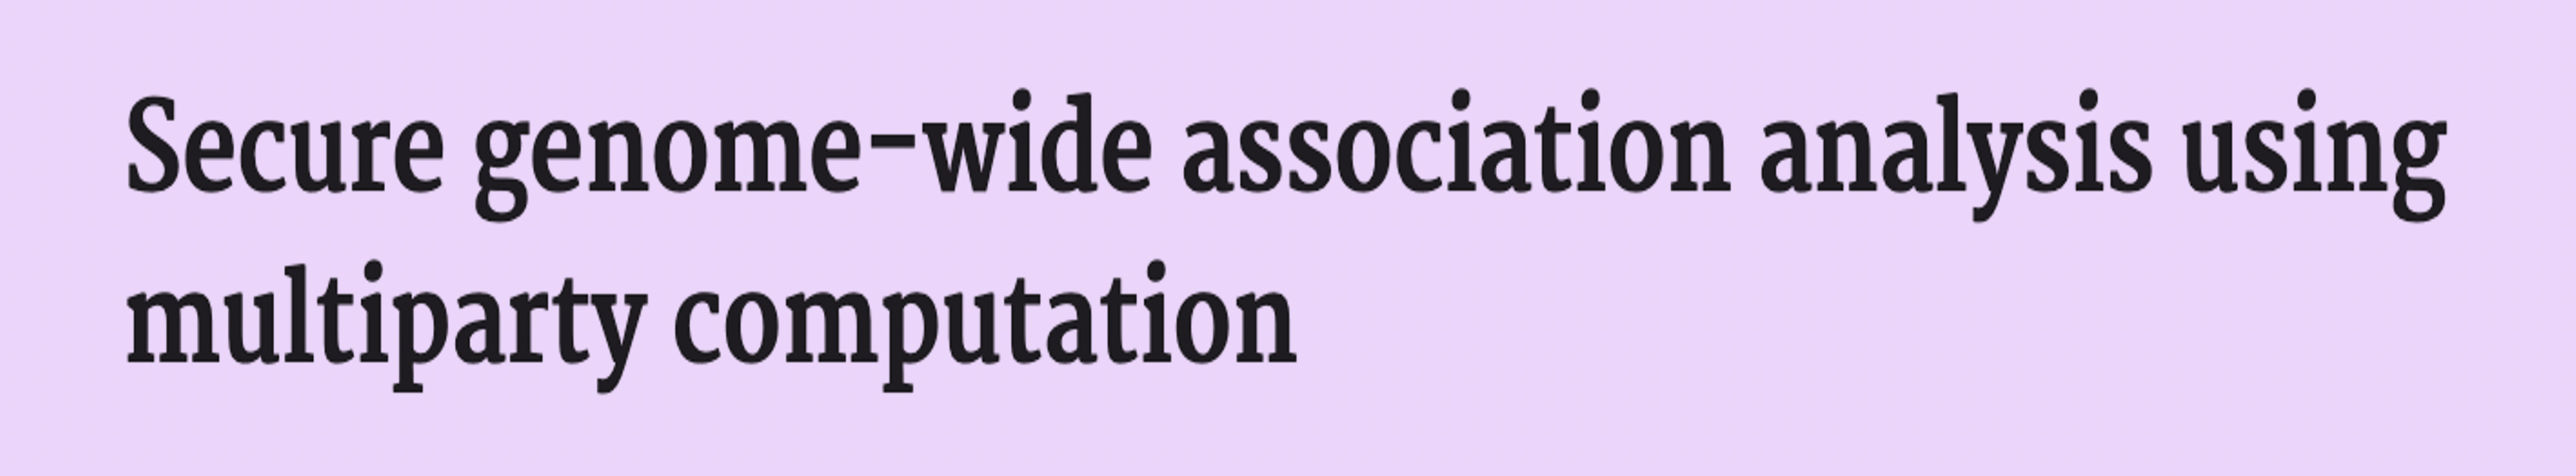 Secure genome-wide association analysis using
multiparty computation